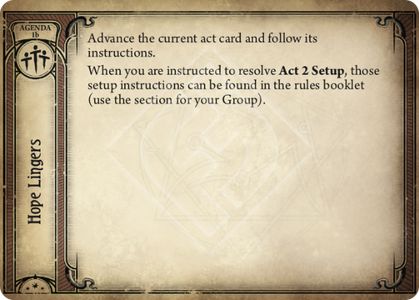 AGENDA
1b
Hope Lingers
Advance the current act card and follow its
instructions.
When you are instructed to resolve Act 2 Setup, those
setup instructions can be found in the rules booklet
(use the section for your Group).